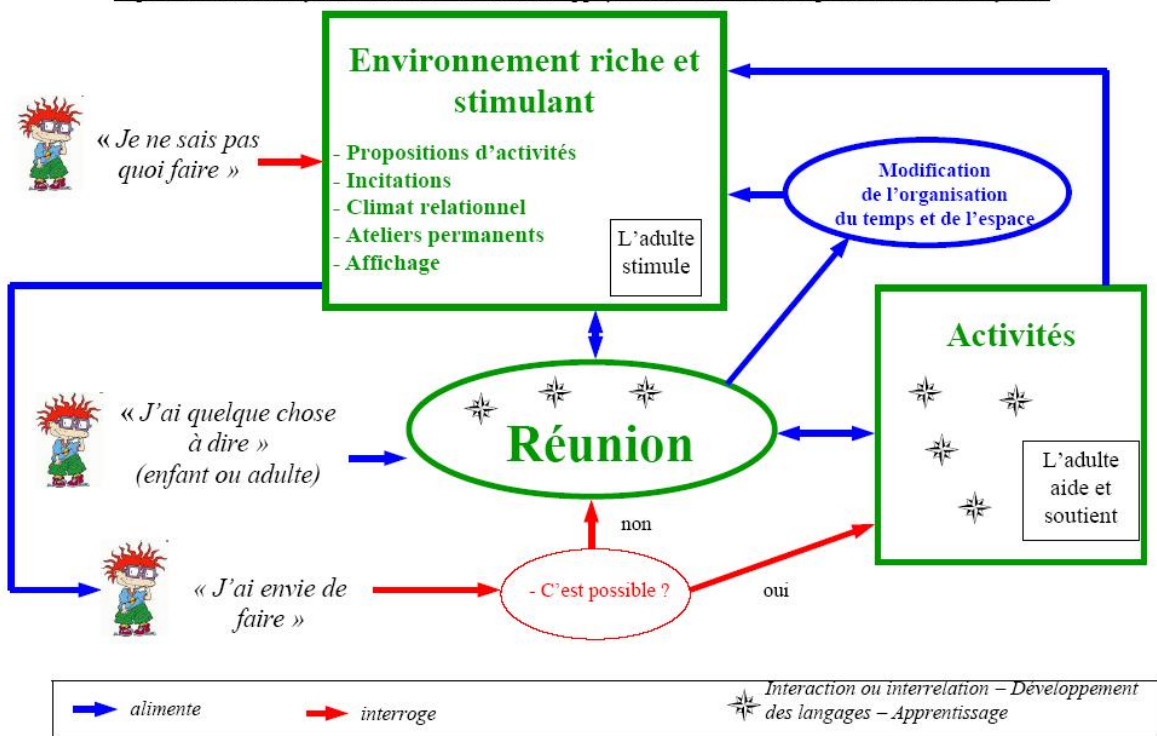 Environnement riche et
stimulant
- Propositions d'activités
- Incitations
- Climat relationnel
- Ateliers permanents
- Affichage
L'adulte
stimule
« Je ne sais pas
quoi faire »
Modification
de l'organisation
du temps et de l'espace
Activités
L'adulte
aide et
soutient
« J'ai quelque chose
à dire »
(enfant ou adulte)
Réunion
non
« J'ai envie de
faire »
- C'est possible ?
oui
alimente
interroge
Interaction ou interrelation – Développement
des langages – Apprentissage